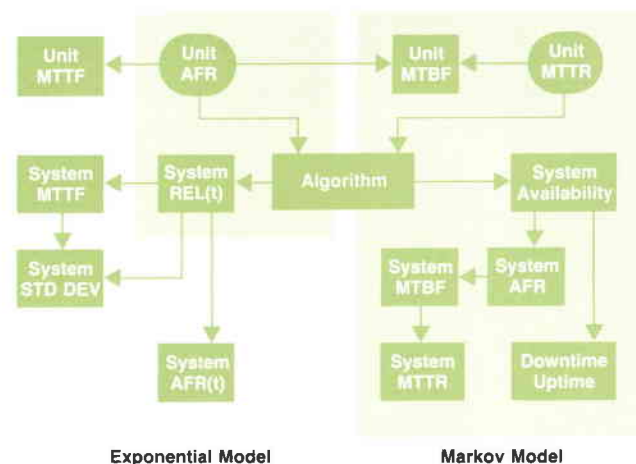 Unit
MTTF
Unit
AFR
Unit
MTBF
Unit
MTTR
System
MTTF
System
REL(t)
Algorithm
System
Availability
System
STD DEV
System
MTBF
System
AFR
System
AFR(t)
System
MTTR
Downtime
Uptime
Exponential Model
Markov Model